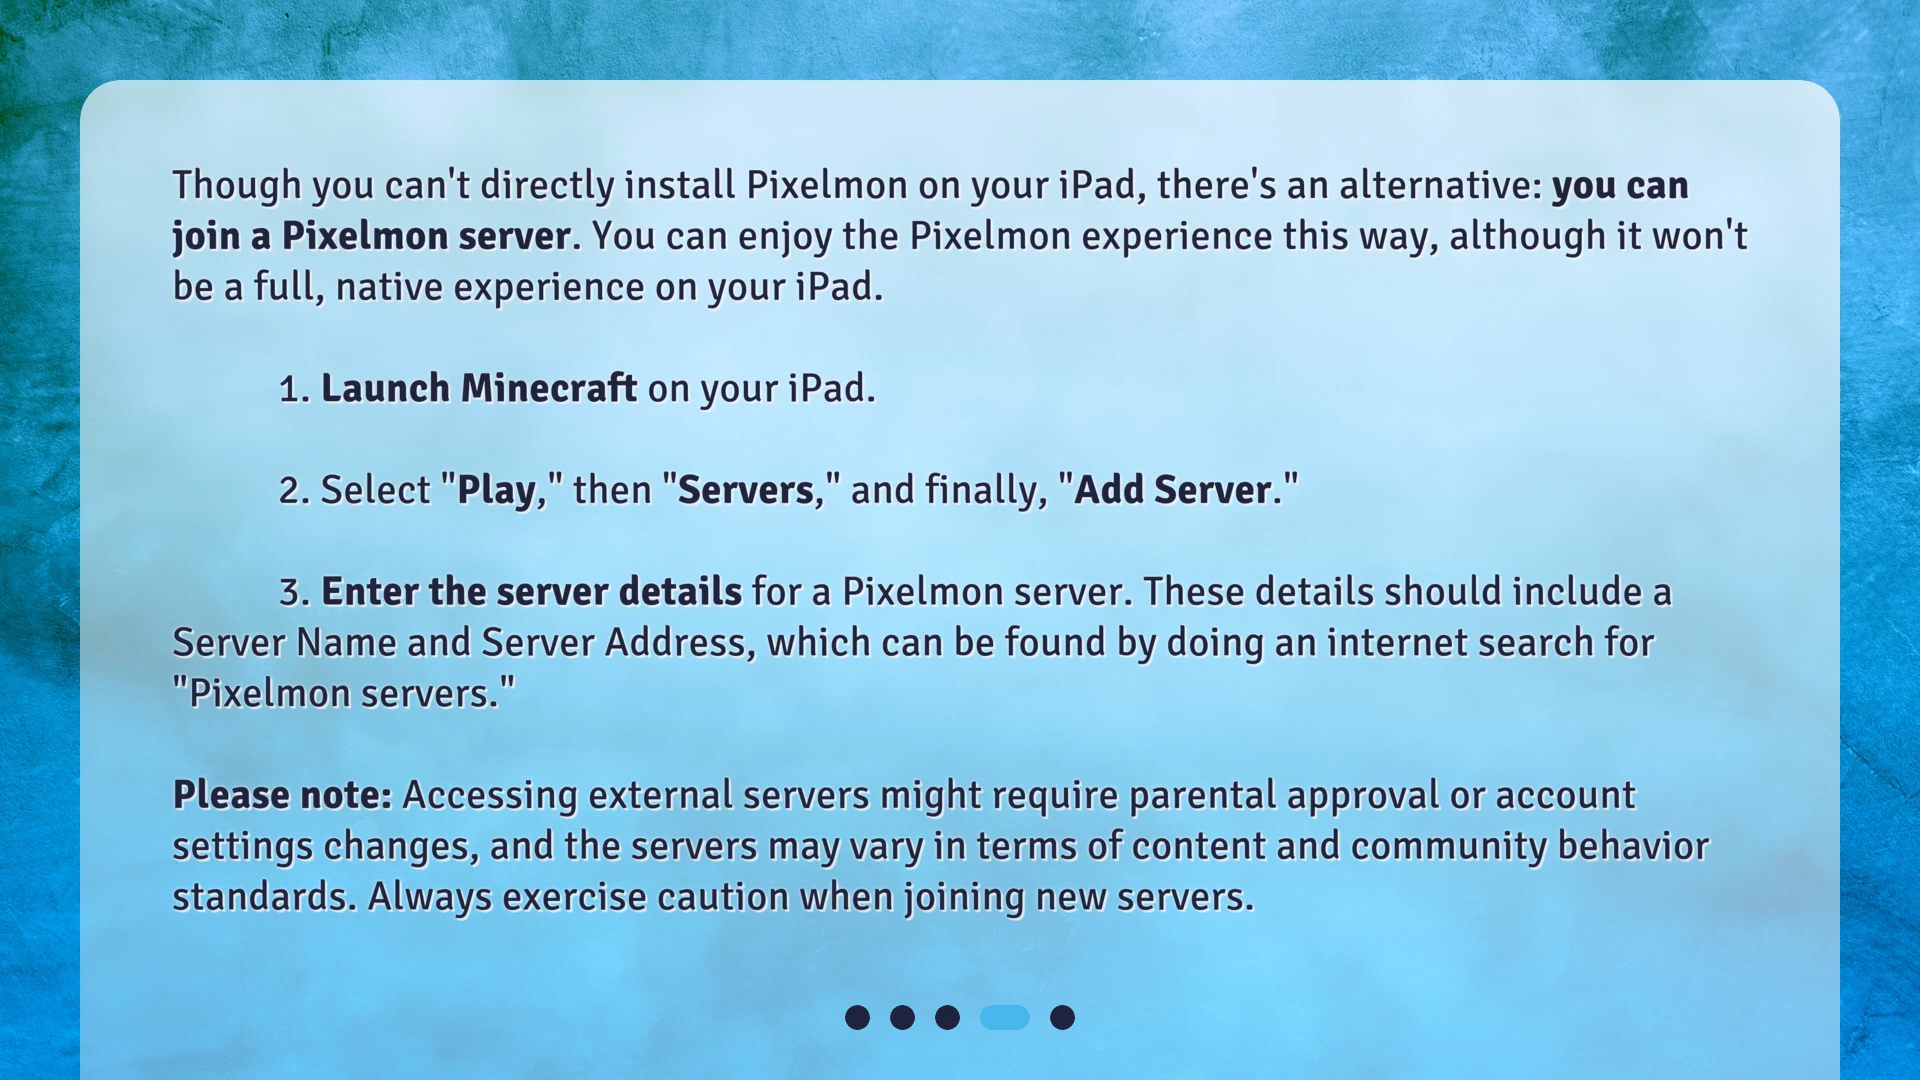 Though you can't directly install Pixelmon on your iPad, there's an alternative: you can
join a Pixelmon server. You can enjoy the Pixelmon experience this way, although it won't
be a full, native experience on your iPad.
1. Launch Minecraft on your iPad.
2. Select "Play," then "Servers," and finally, "Add Server."
3. Enter the server details for a Pixelmon server. These details should include a
Server Name and Server Address, which can be found by doing an internet search for
"Pixelmon servers."
Please note: Accessing external servers might require parental approval or account
settings changes, and the servers may vary in terms of content and community behavior
standards. Always exercise caution when joining new servers.